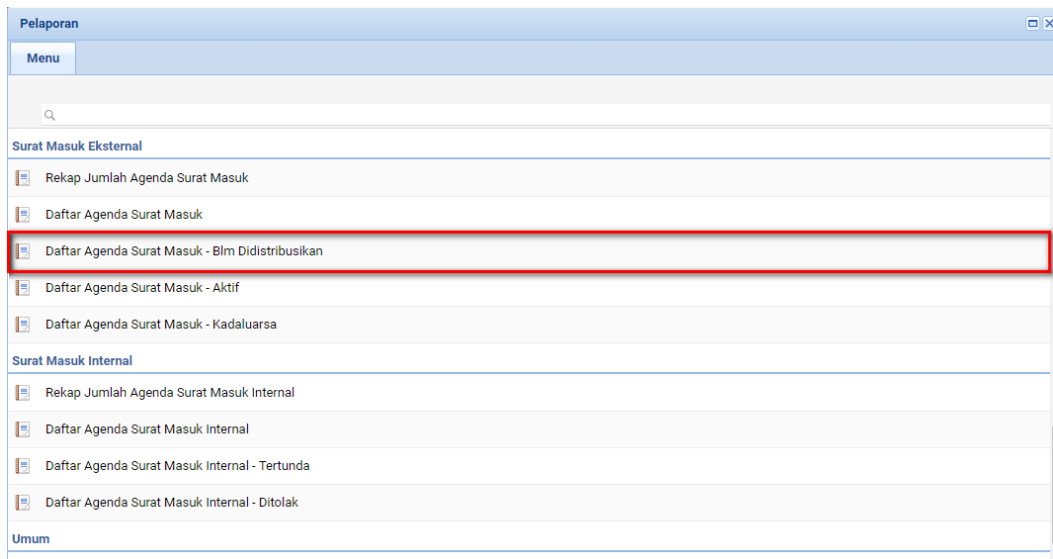 Pelaporan
Menu
Surat Masuk Eksternal
Rekap Jumlah Agenda Surat Masuk
Daftar Agenda Surat Masuk
Daftar Agenda Surat Masuk - Blm Didistribusikan
Daftar Agenda Surat Masuk - Aktif
Daftar Agenda Surat Masuk - Kadaluarsa
Surat Masuk Internal
Rekap Jumlah Agenda Surat Masuk Internal
Daftar Agenda Surat Masuk Internal
Daftar Agenda Surat Masuk Internal - Tertunda
Daftar Agenda Surat Masuk Internal - Ditolak
Umum